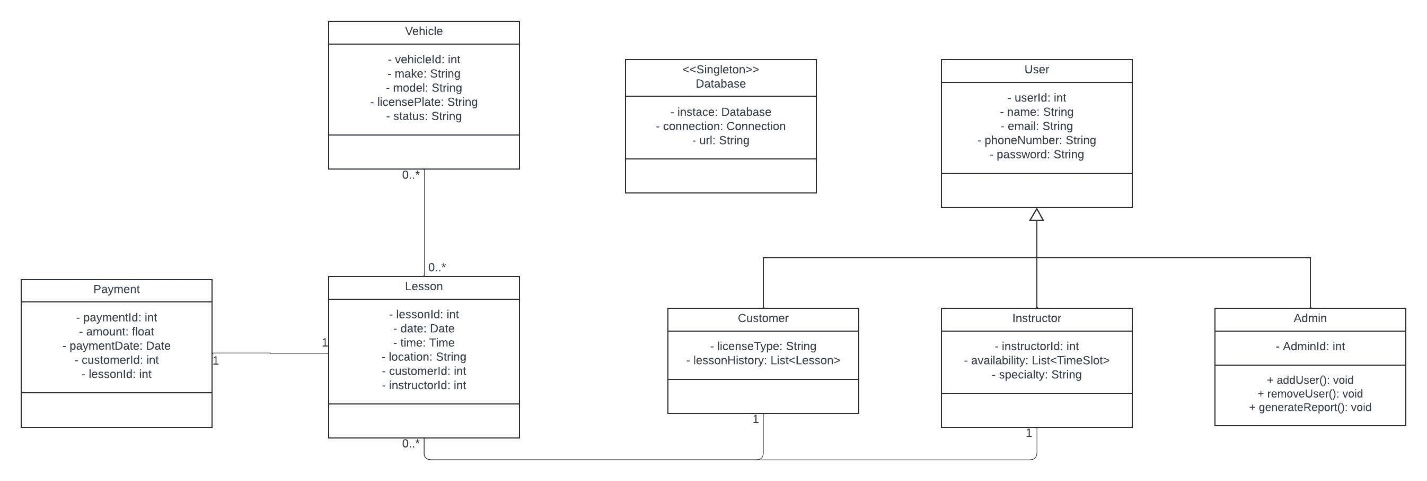 Vehicle
- vehicleId: int
- make: String
- model: String
- licensePlate: String
- status: String
0..*
<<Singleton>>
Database
- instace: Database
- connection: Connection
- url: String
User
- userId: int
- name: String
- email: String
- phoneNumber: String
- password: String
Payment
- paymentId: int
- amount: float
- paymentDate: Date
- customerId: int
- lessonId: int
1
1
0..*
Lesson
- lessonId: int
- date: Date
- time: Time
- location: String
- customerId: int
- instructorId: int
0..*
Customer
- licenseType: String
- lessonHistory: List<Lesson>
1
Instructor
- instructorId: int
- availability: List<TimeSlot>
- specialty: String
1
Admin
- AdminId: int
+ addUser(): void
+ removeUser(): void
+ generateReport(): void